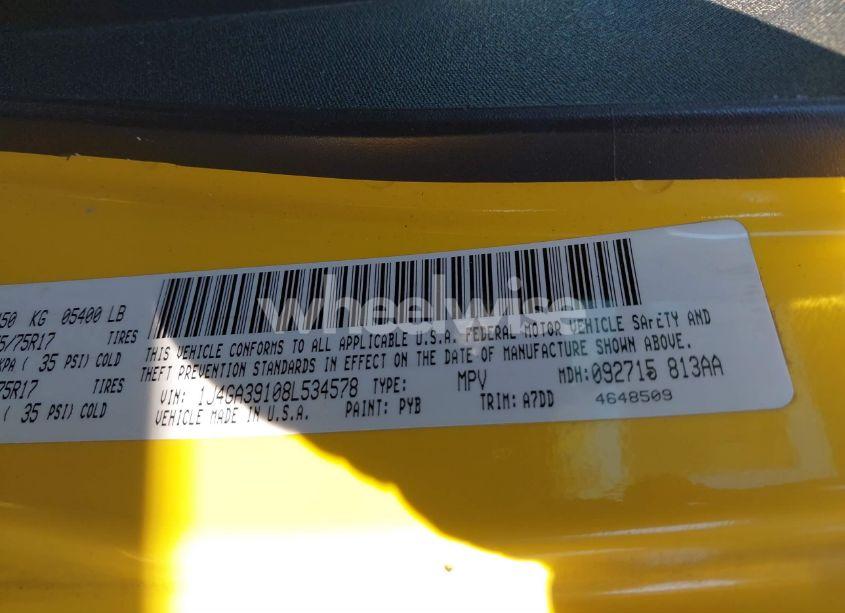 450 KG 05400 LB
5/75R17 TIRES
KPA ( 35 PSI) COLD
75R17 TIRES
( 35 PSI) COLD
wheelwise
THIS VEHICLE CONFORMS TO ALL APPLICABLE U.S.A. FEDERAL MOTOR VEHICLE SAFETY AND
THEFT PREVENTION STANDARDS IN EFFECT ON THE DATE OF MANUFACTURE SHOWN ABOVE.
VIN: 1J4GA39108L534578 TYPE: MPV MDH:092715 813AA
VEHICLE MADE IN U.S.A. PAINT: PYB TRIM: A7DD 4648509